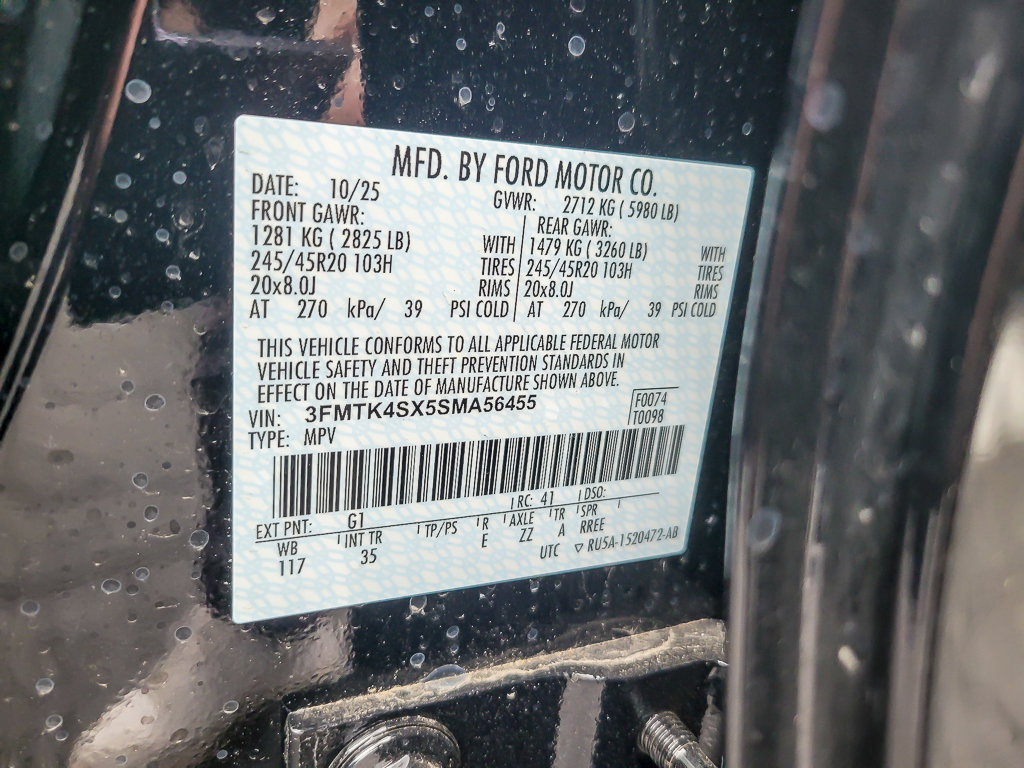 MFD. BY FORD MOTOR CO.
DATE: 10/25 GVWR: 2712 KG ( 5980 LB)
FRONT GAWR: REAR GAWR:
1281 KG ( 2825 LB) WITH 1479 KG ( 3260 LB) WITH
245/45R20 103H TIRES 245/45R20 103H TIRES
20x8.0J RIMS 20x8.0J RIMS
AT 270 kPa/ 39 PSI COLD AT 270 kPa/ 39 PSI COLD
THIS VEHICLE CONFORMS TO ALL APPLICABLE FEDERAL MOTOR
VEHICLE SAFETY AND THEFT PREVENTION STANDARDS IN
EFFECT ON THE DATE OF MANUFACTURE SHOWN ABOVE.
VIN: 3FMTK4SX5SMA56455 F0074
TYPE: MPV T0098
EXT PNT: G1 RC: 41 DSO:
WB INT TR TP/PS R AXLE TR SPR
117 35 E ZZ A RREE
UTC ▽ RU5A-1520472-AB